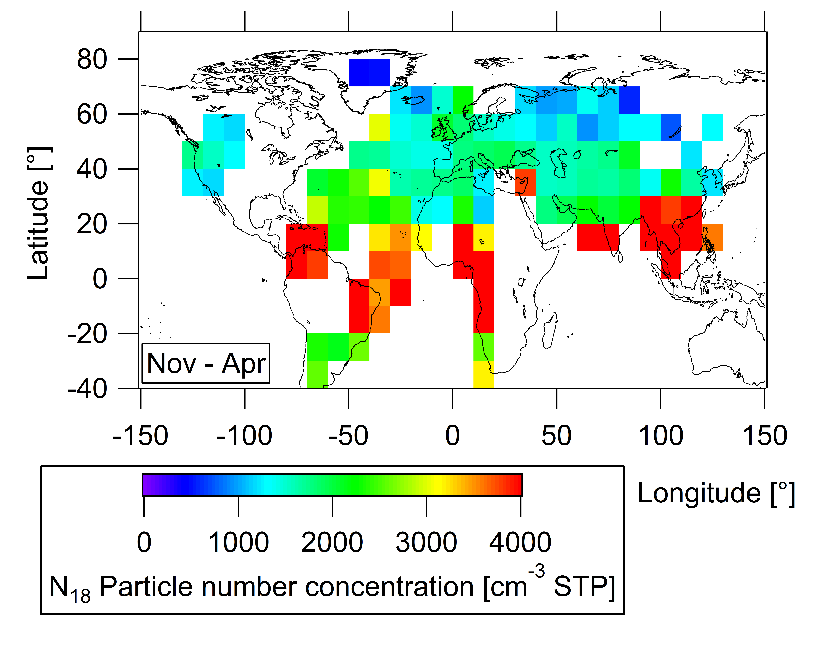 80
60
40
20
0
-20
-40
Latitude [°]
Nov - Apr
-150 -100 -50 0 50 100 150
Longitude [°]
0 1000 2000 3000 4000
N18 Particle number concentration [cm-3 STP]